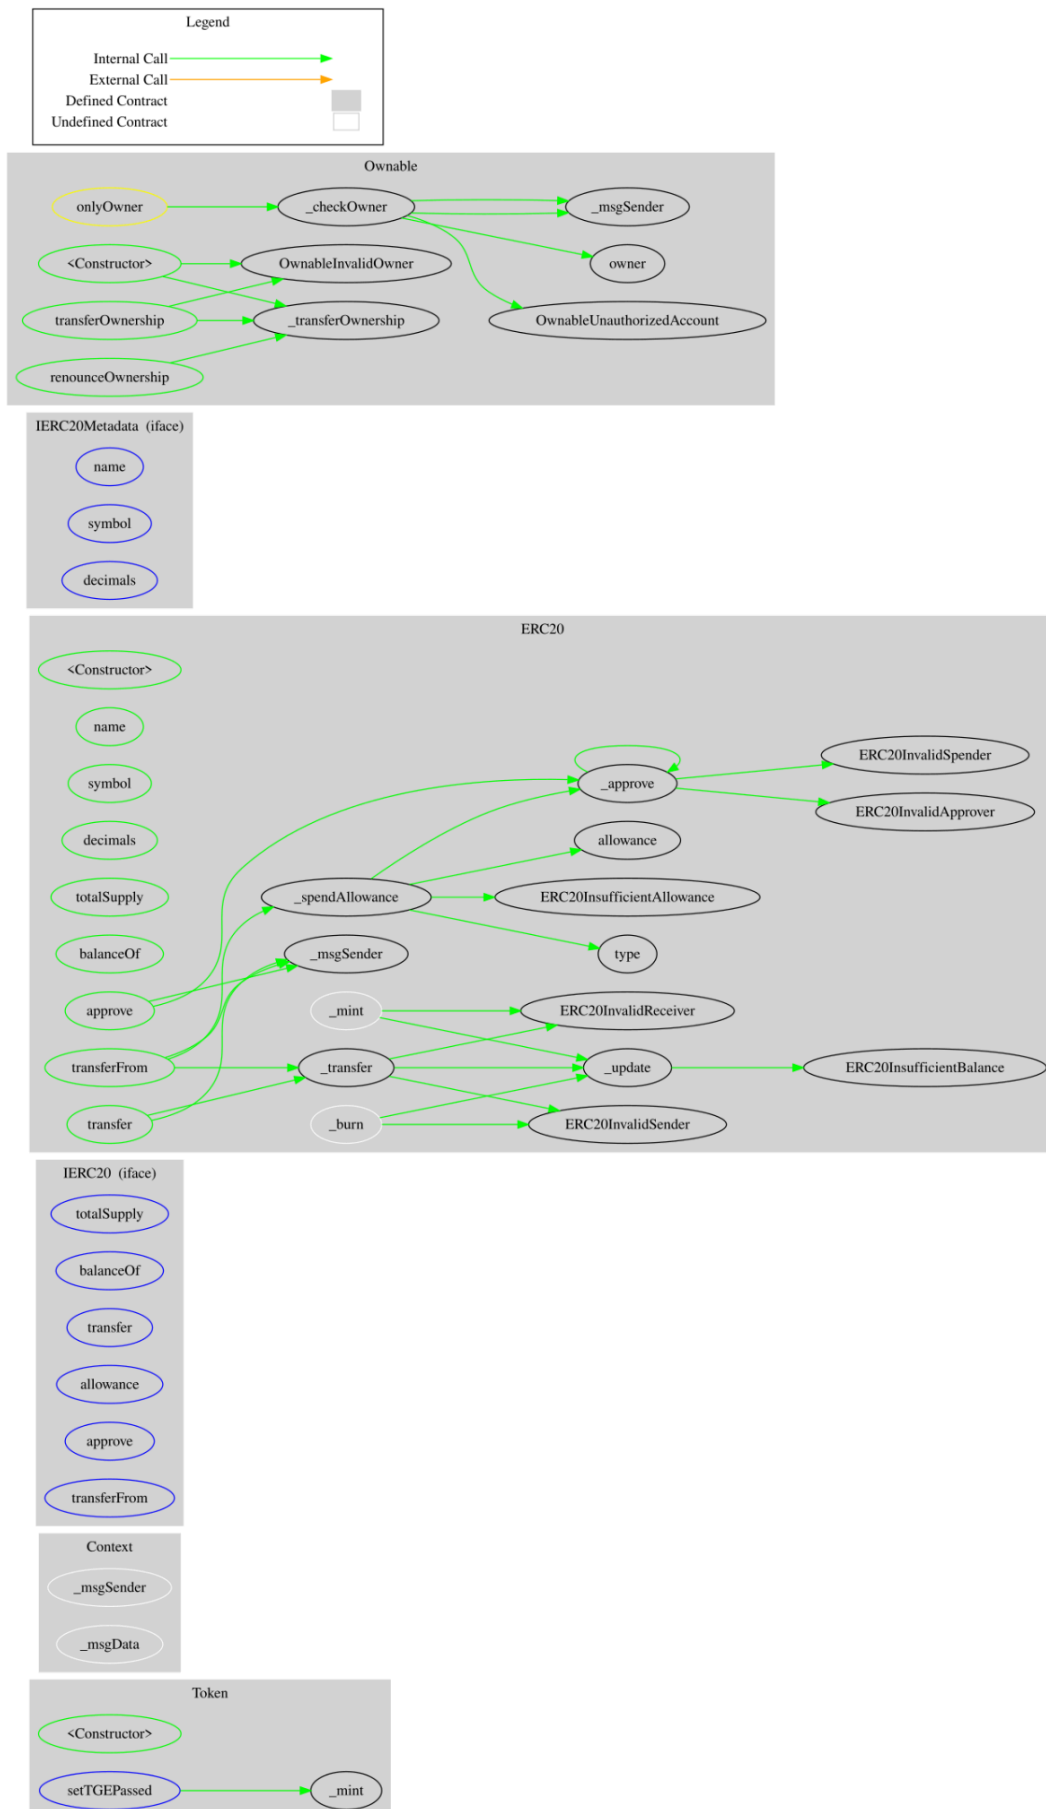 Legend
Internal Call
External Call
Defined Contract
Undefined Contract
Ownable
onlyOwner
_checkOwner
_msgSender
<Constructor>
OwnableInvalidOwner
owner
transferOwnership
_transferOwnership
OwnableUnauthorizedAccount
renounceOwnership
IERC20Metadata (iface)
name
symbol
decimals
ERC20
<Constructor>
name
ERC20InvalidSpender
symbol
_approve
ERC20InvalidApprover
decimals
allowance
totalSupply
_spendAllowance
ERC20InsufficientAllowance
balanceOf
_msgSender
type
approve
_mint
ERC20InvalidReceiver
transferFrom
_transfer
_update
ERC20InsufficientBalance
transfer
_burn
ERC20InvalidSender
IERC20 (iface)
totalSupply
balanceOf
transfer
allowance
approve
transferFrom
Context
_msgSender
_msgData
Token
<Constructor>
setTGEPassed
_mint